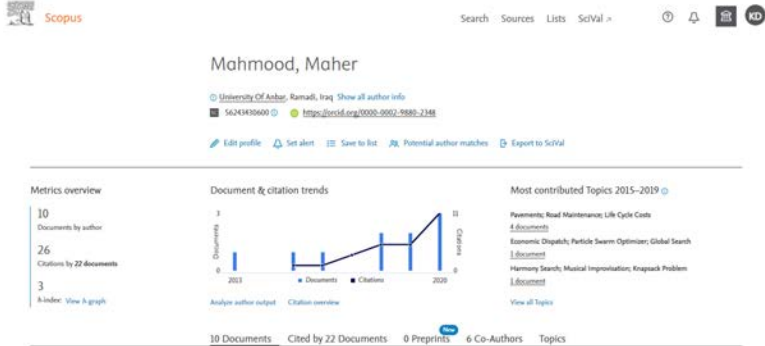 Scopus
Search Sources Lists SciVal
KD
Mahmood, Maher
University Of Anbar, Ramadi, Iraq Show all author info
56243430600 https://orcid.org/0000-0002-9880-2348
Edit profile Set alert Save to list Potential author matches Export to SciVal
Metrics overview
10
Documents by author
26
Citations by 22 documents
3
h-index: View h-graph
Document & citation trends
3
11
Documents
Citations
0
0
2013
2020
Documents Citations
Analyze author output Citation overview
Most contributed Topics 2015–2019
Pavements; Road Maintenance; Life Cycle Costs
4 documents
Economic Dispatch; Particle Swarm Optimizer; Global Search
1 document
Harmony Search; Musical Improvisation; Knapsack Problem
1 document
View all Topics
New
10 Documents Cited by 22 Documents 0 Preprints 6 Co-Authors Topics